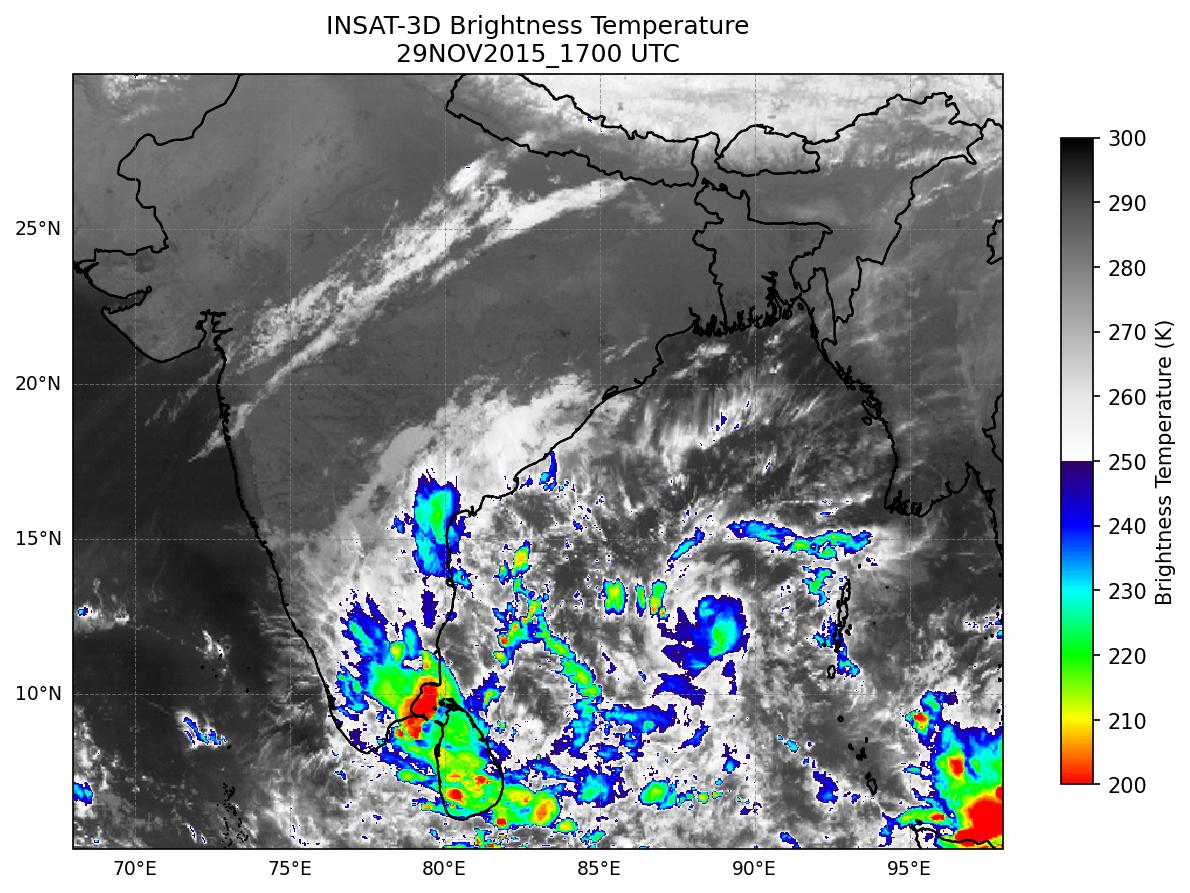 INSAT-3D Brightness Temperature
29NOV2015_1700 UTC
25°N
20°N
15°N
10°N
70°E
75°E
80°E
85°E
90°E
95°E
300
290
280
270
260
250
240
230
220
210
200
Brightness Temperature (K)